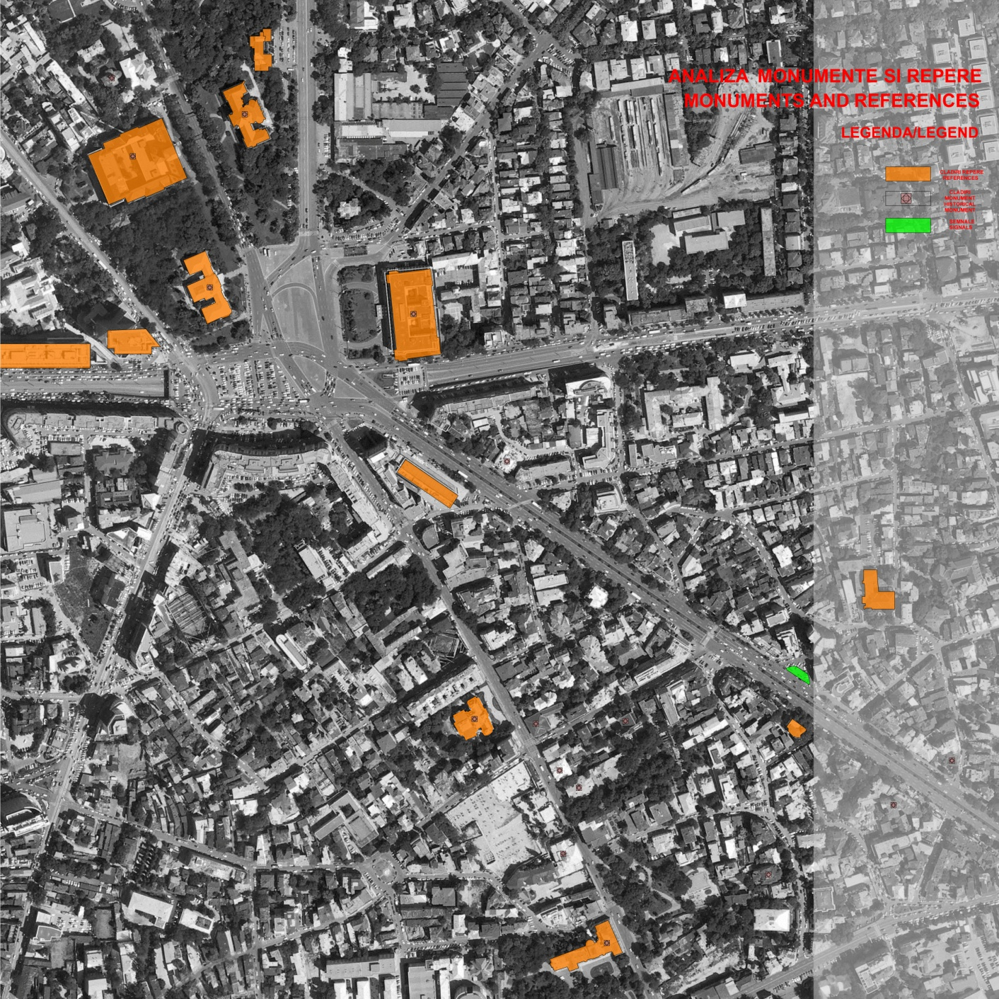 ANALIZA MONUMENTE SI REPERE
MONUMENTS AND REFERENCES
LEGENDA/LEGEND
CLADIRI REPERE
REFERENCES
CLADIRI
MONUMENT
HISTORICAL
MONUMENT
SEMNALE
SIGNALS